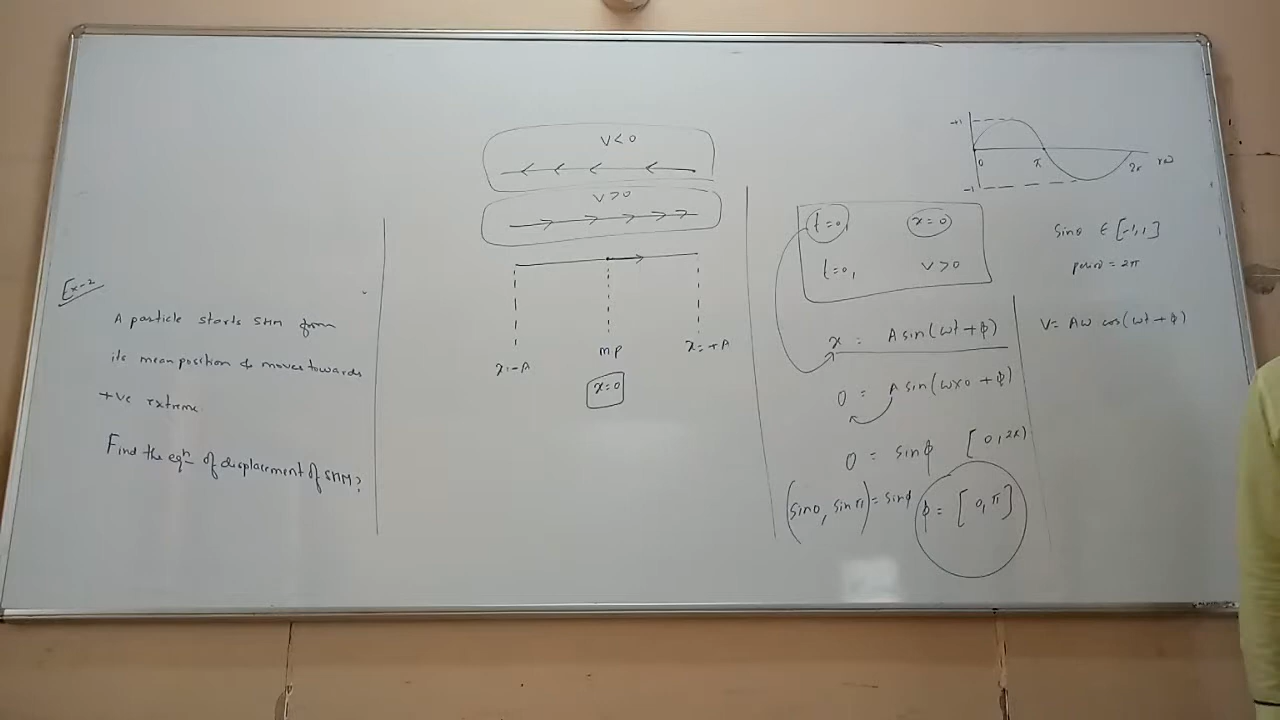 Ex-2
A particle starts SHM from
its mean position & moves towards
+ve extreme.
Find the eqn of displacement of SHM?
V<0
V>0
x=-A
MP
x=+A
x=0
t=0, x=0
t=0, V>0
x = A sin(ωt+ϕ)
0 = A sin(ω×0+ϕ)
0 = sinϕ [0,2π)
(sin0, sinπ) = sinϕ ϕ = [0,π]
+1
0 π 2π
-1
sinθ ∈ [-1,1]
period = 2π
V= Aω cos(ωt+ϕ)